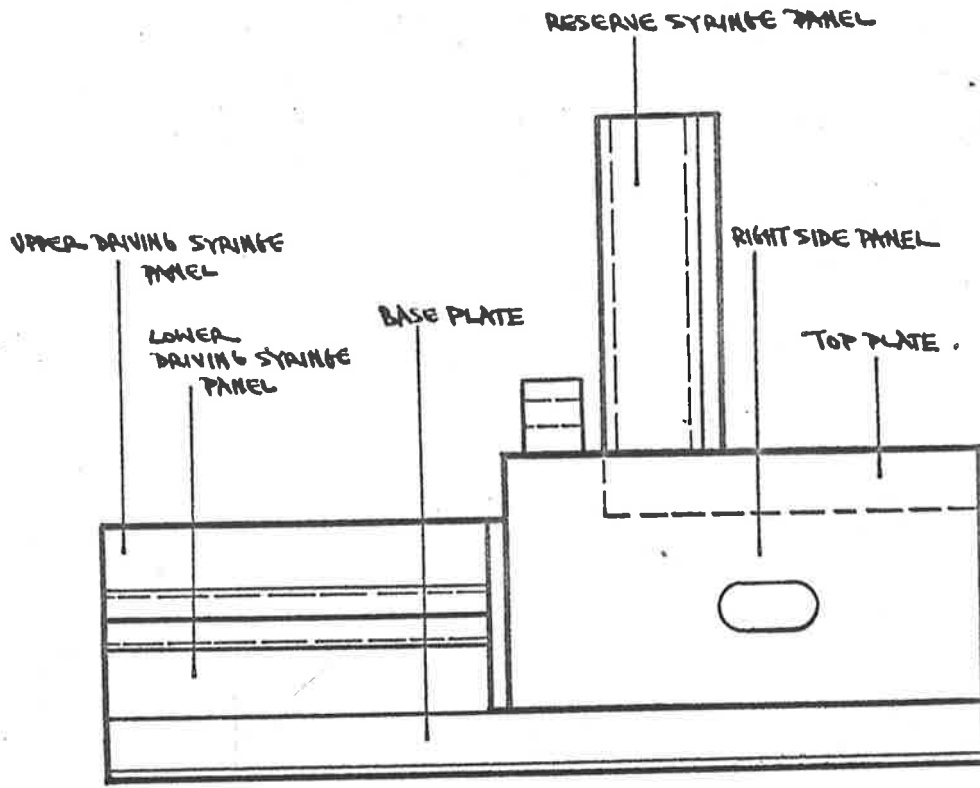 RESERVE SYRINGE PANEL
UPPER DRIVING SYRINGE
PANEL
RIGHT SIDE PANEL
BASE PLATE
LOWER
DRIVING SYRINGE
PANEL
TOP PLATE.